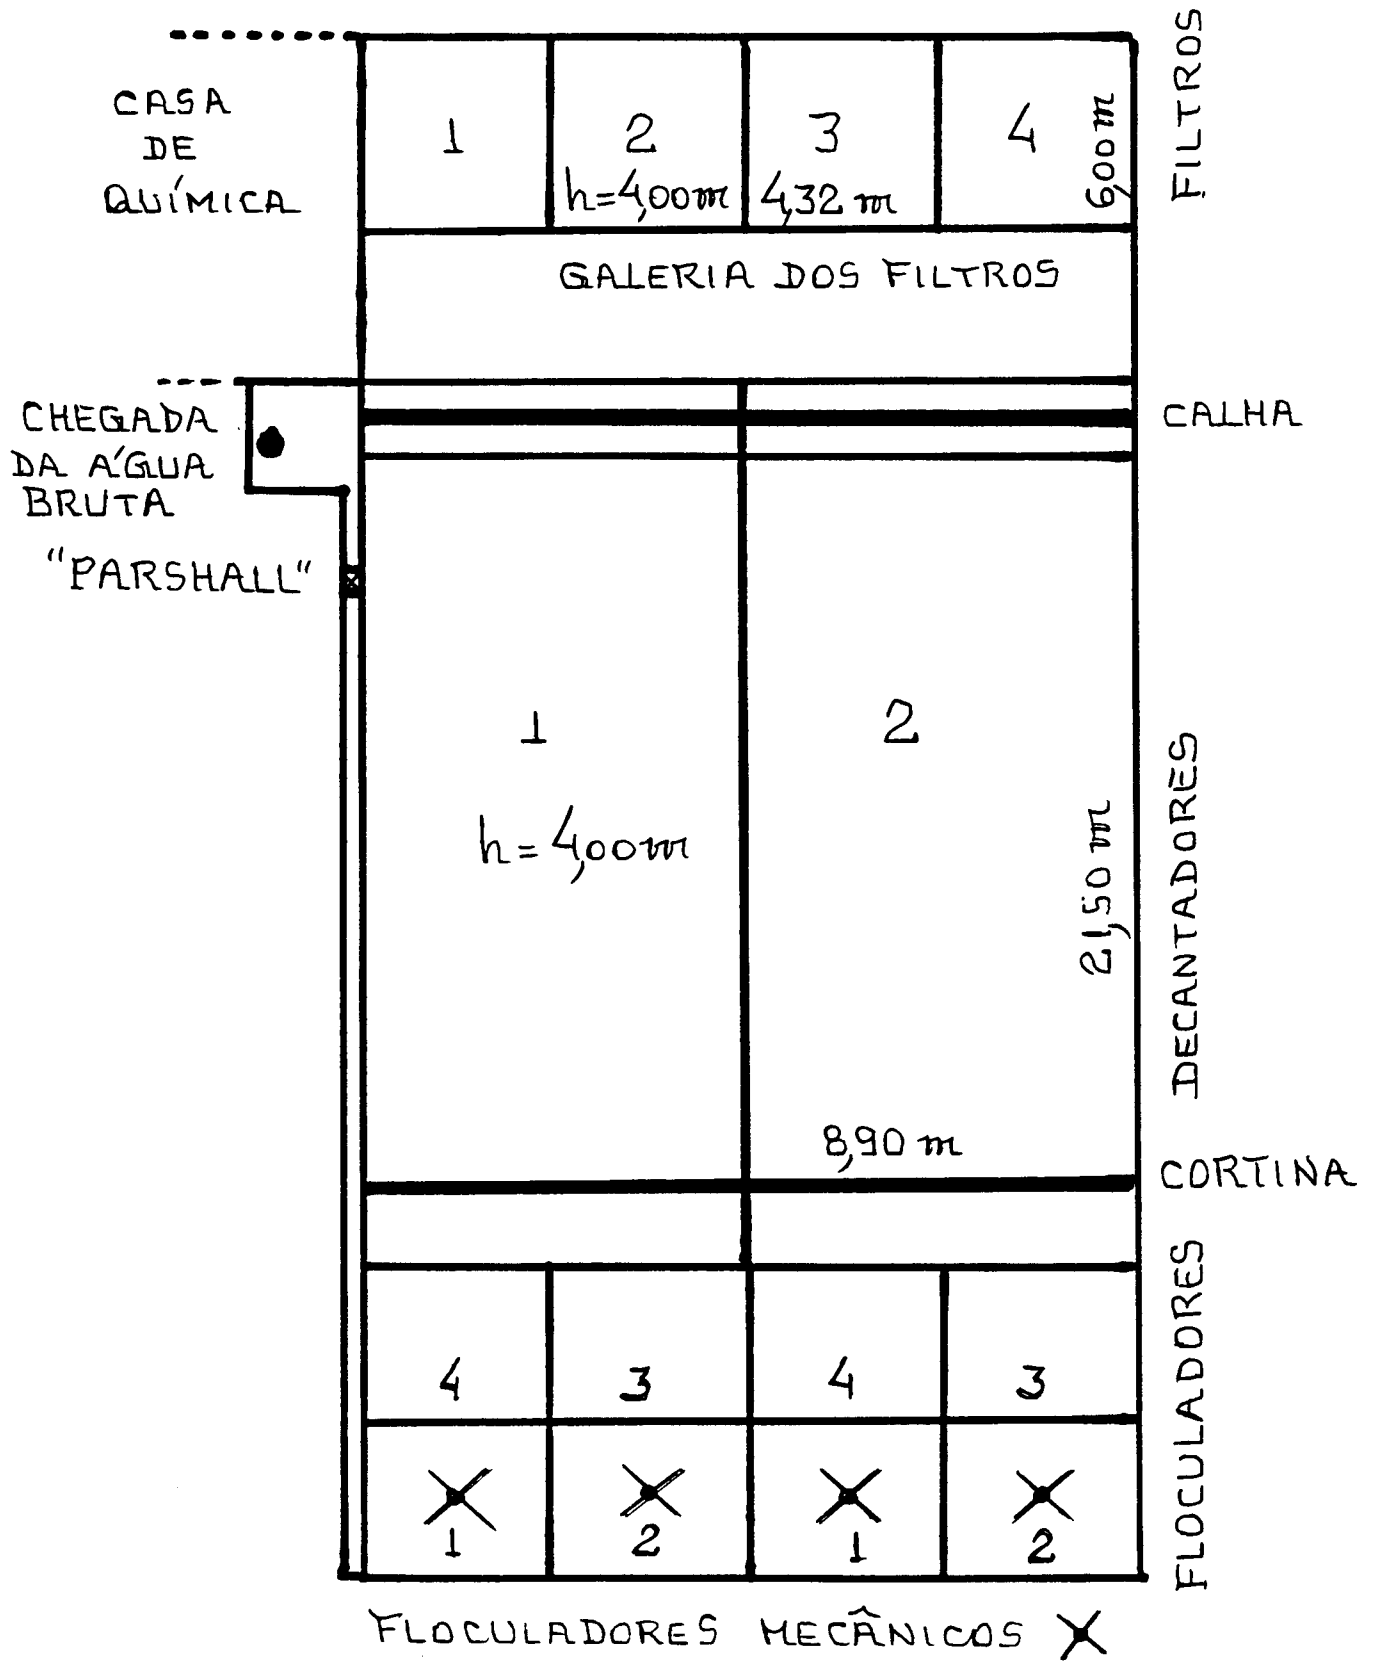 CASA
DE
QUÍMICA
1
2
3
4
h=4,00m
4,32 m
6,00 m
FILTROS
GALERIA DOS FILTROS
CHEGADA
DA ÁGUA
BRUTA
CALHA
"PARSHALL"
1
2
h=4,00m
21,50 m
DECANTADORES
8,90 m
CORTINA
4
3
4
3
1
2
1
2
FLOCULADORES
FLOCULADORES MECÂNICOS